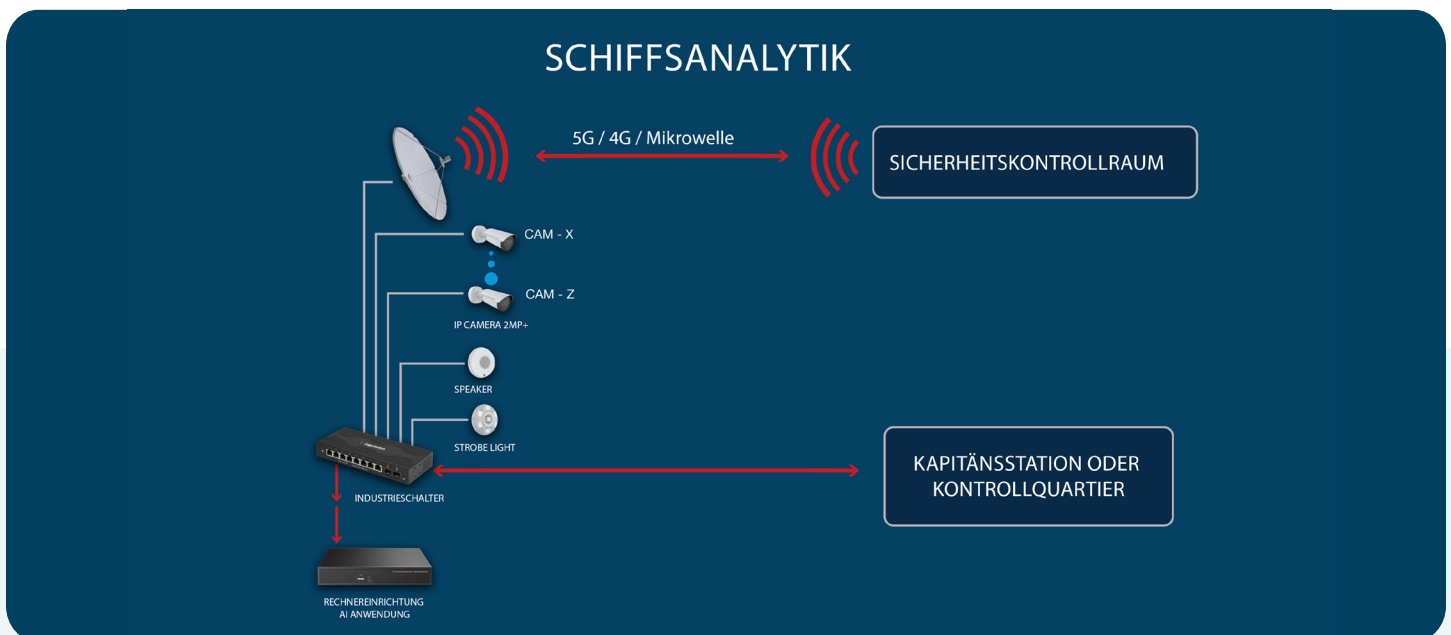 SCHIFFSANALYTIK
5G / 4G / Mikrowelle
SICHERHEITSKONTROLLRAUM
CAM - X
CAM - Z
IP CAMERA 2MP+
SPEAKER
STROBE LIGHT
KAPITÄNSSTATION ODER
KONTROLLQUARTIER
INDUSTRIESCHALTER
RECHNEREINRICHTUNG
AI ANWENDUNG